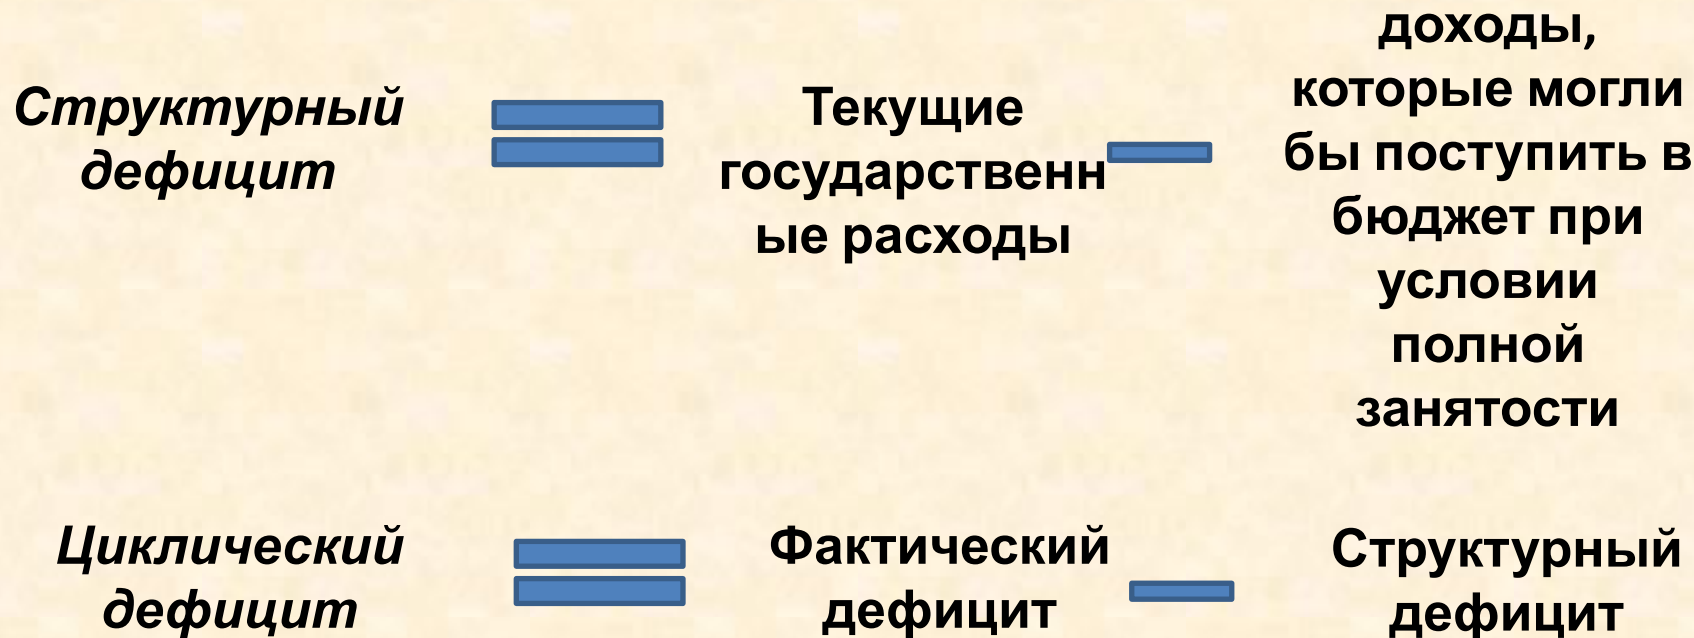 Структурный
дефицит
Текущие
государственн
ые расходы
доходы,
которые могли
бы поступить в
бюджет при
условии
полной
занятости
Циклический
дефицит
Фактический
дефицит
Структурный
дефицит